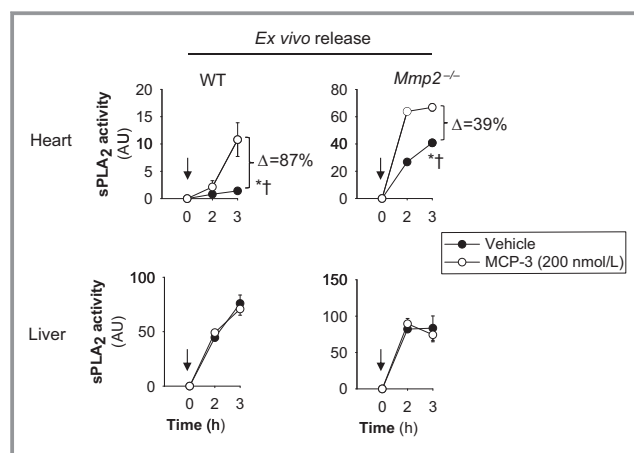 Ex vivo release
WT
Mmp2⁻/⁻
Heart
sPLA₂ activity
(AU)
20
15
10
5
0
Δ=87%
*†
0 2 3
80
60
40
20
0
Δ=39%
*†
0 2 3
Vehicle
MCP-3 (200 nmol/L)
Liver
sPLA₂ activity
(AU)
100
50
0
0 2 3
Time (h)
150
100
50
0
0 2 3
Time (h)